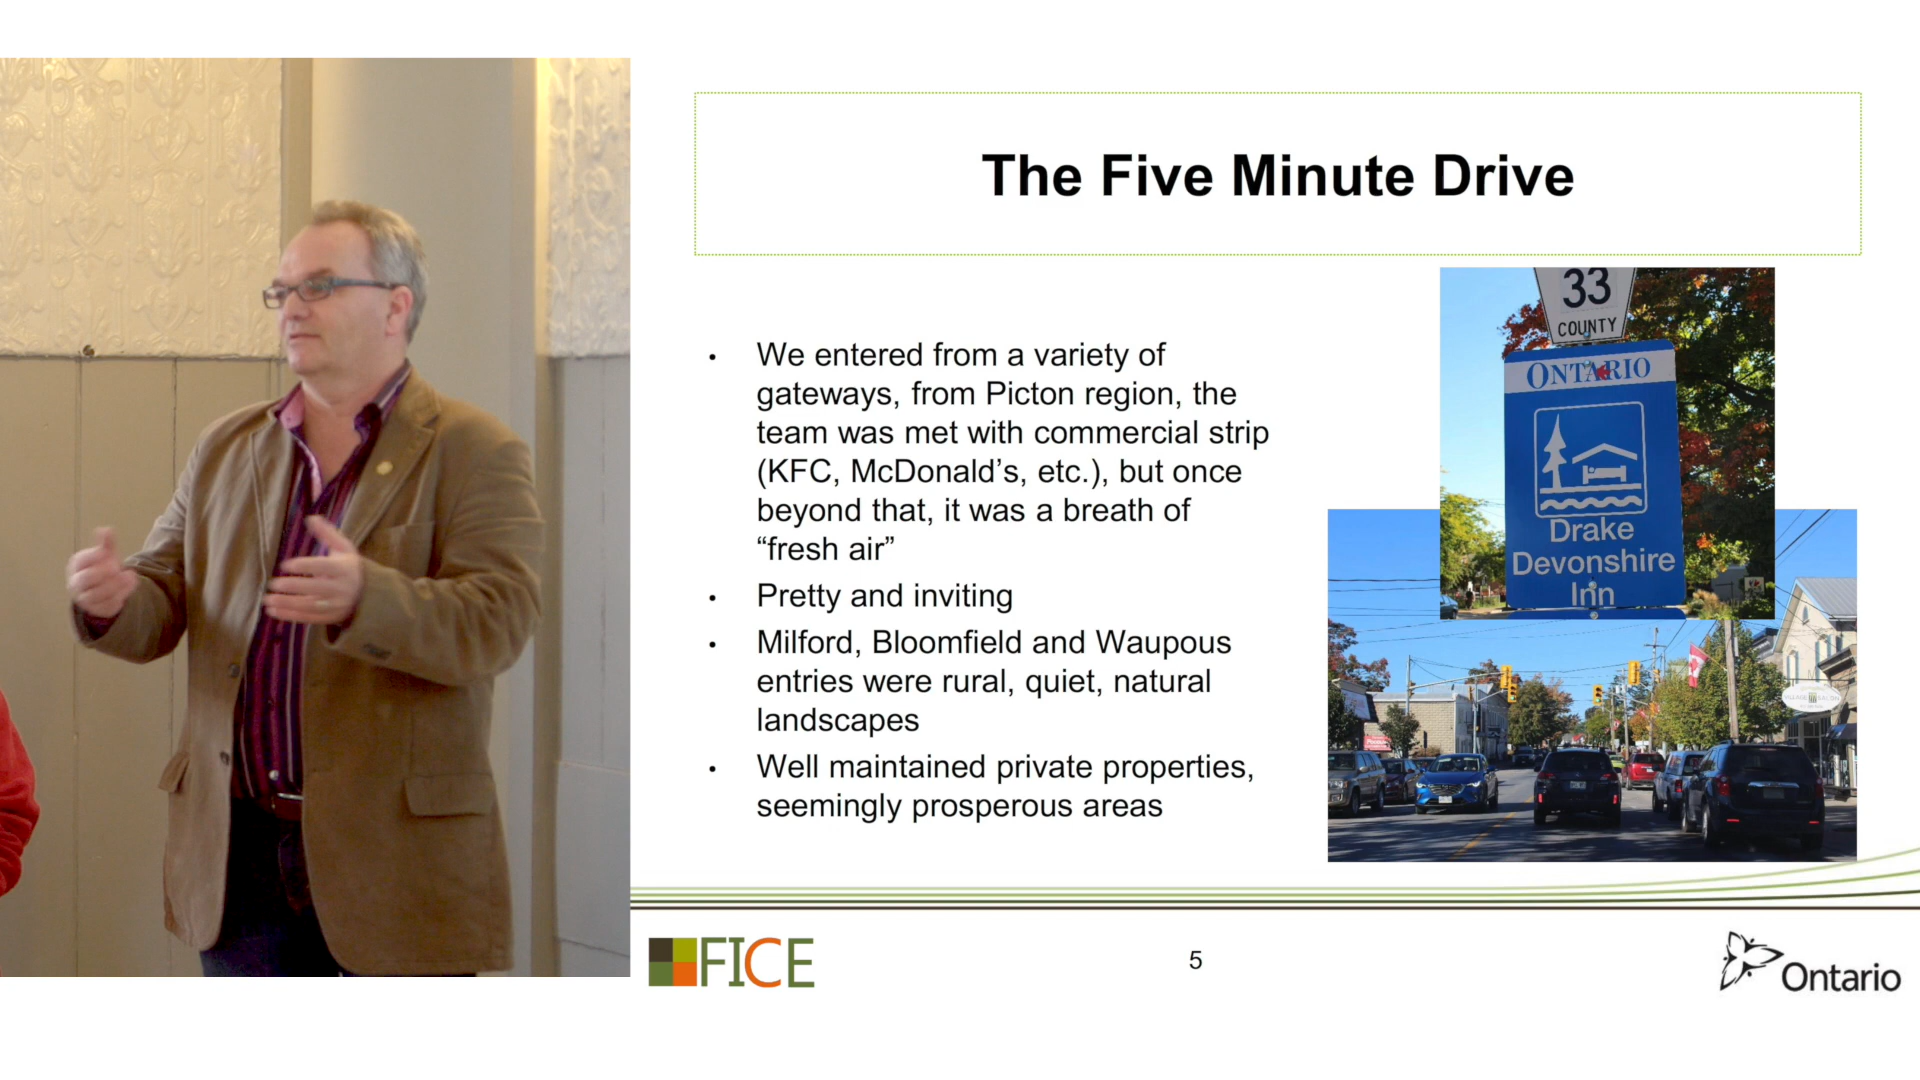 The Five Minute Drive
• We entered from a variety of
gateways, from Picton region, the
team was met with commercial strip
(KFC, McDonald’s, etc.), but once
beyond that, it was a breath of
“fresh air”
• Pretty and inviting
• Milford, Bloomfield and Waupous
entries were rural, quiet, natural
landscapes
• Well maintained private properties,
seemingly prosperous areas
33
COUNTY
ONTARIO
Drake
Devonshire
Inn
FICE
5
Ontario